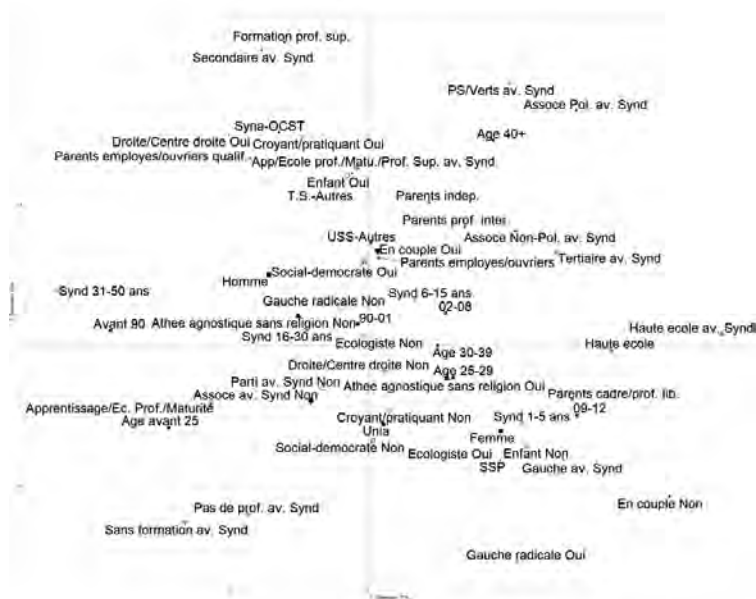 Formation prof. sup.
Secondaire av. Synd
PS/Verts av. Synd
Assoce Pol. av. Synd
Syna-OCST
Age 40+
Droite/Centre droite Oui
Croyant/pratiquant Oui
Parents employes/ouvriers qualif.
App/Ecole prof./Matu./Prof. Sup. av. Synd
Enfant Oui
T.S.-Autres
Parents indep.
Parents prof. inter
USS-Autres
Assoce Non-Pol. av. Synd
En couple Oui
Parents employes/ouvriers
Tertiaire av. Synd
Social-democrate Oui
Homme
Synd 31-50 ans
Synd 6-15 ans
Gauche radicale Non
02-08
Avant 90
Athee agnostique sans religion Non
90-01
Haute ecole av. Syndi
Synd 16-30 ans
Ecologiste Non
Haute ecole
Age 30-39
Droite/Centre droite Non
Age 25-29
Parti av. Synd Non
Athee agnostique sans religion Oui
Assoce av. Synd Non
Parents cadre/prof. lib.
Apprentissage/Ec. Prof./Maturité
09-12
Age avant 25
Croyant/pratiquant Non
Synd 1-5 ans
Unia
Femme
Social-democrate Non
Ecologiste Oui
Enfant Non
SSP
Gauche av. Synd
En couple Non
Pas de prof. av. Synd
Sans formation av. Synd
Gauche radicale Oui